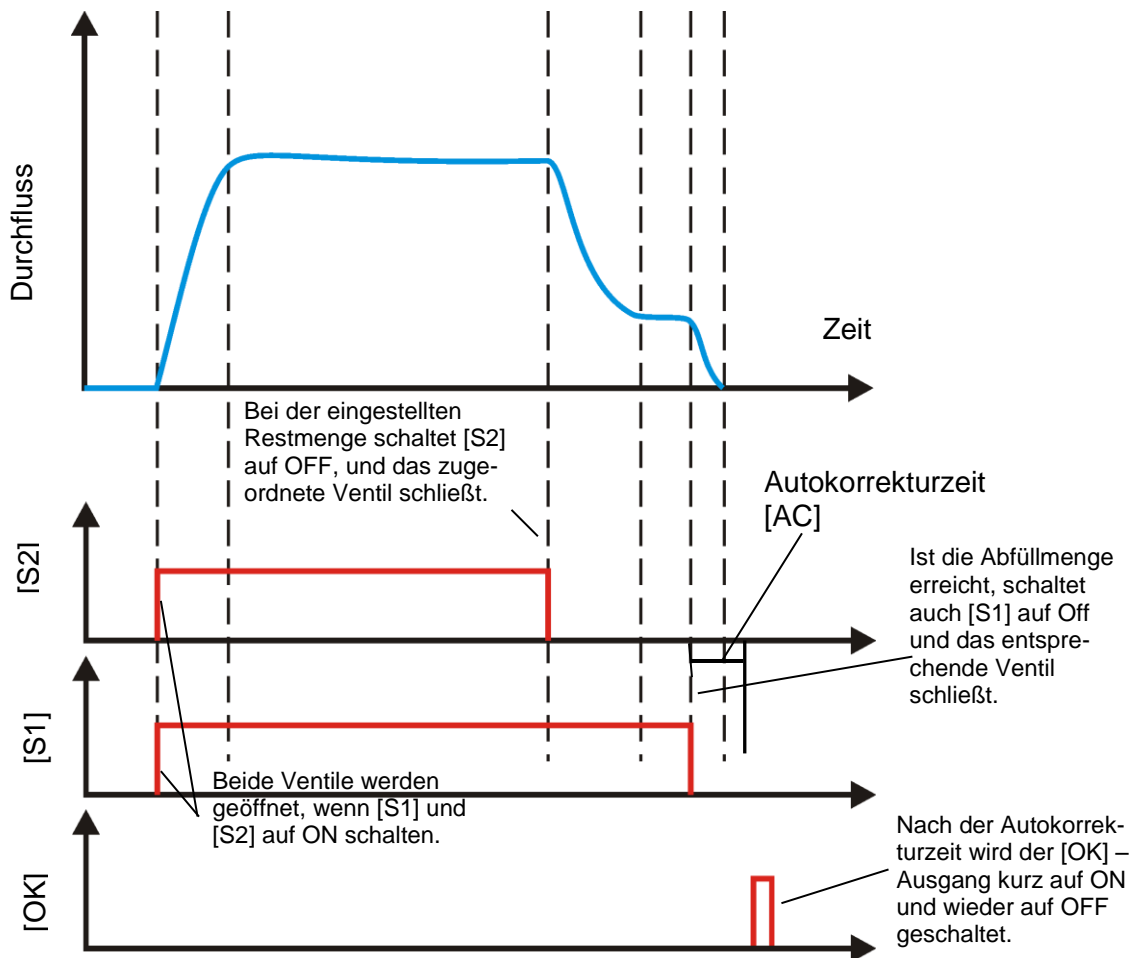 Durchfluss
Zeit
Bei der eingestellten
Restmenge schaltet [S2]
auf OFF, und das zuge-
ordnete Ventil schließt.
Autokorrekturzeit
[AC]
[S2]
Ist die Abfüllmenge
erreicht, schaltet
auch [S1] auf Off
und das entspre-
chende Ventil
schließt.
[S1]
Beide Ventile werden
geöffnet, wenn [S1] und
[S2] auf ON schalten.
[OK]
Nach der Autokorrek-
turzeit wird der [OK] –
Ausgang kurz auf ON
und wieder auf OFF
geschaltet.